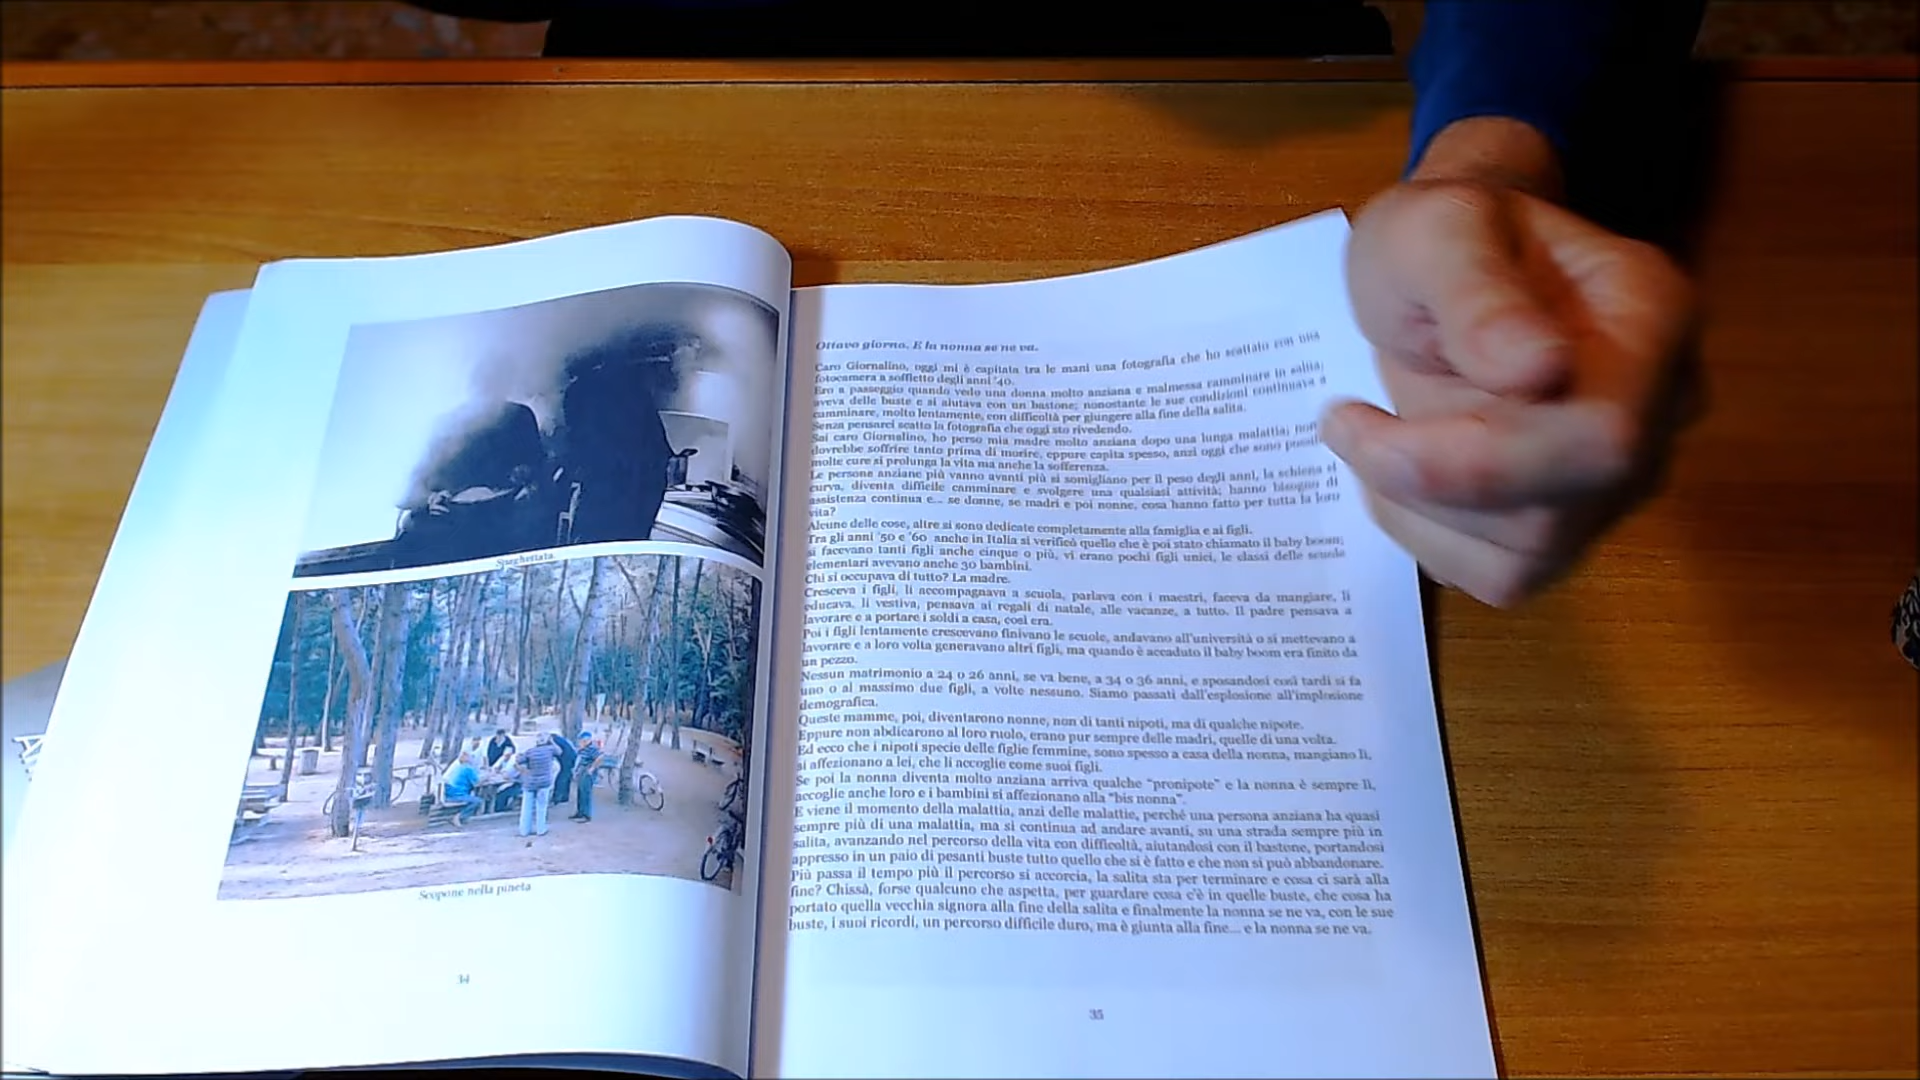 Spaghettata.
Scopone nella pineta
34
Ottavo giorno. E la nonna se ne va.
Caro Giornalino, oggi mi è capitata tra le mani una fotografia che ho scattato con una
fotocamera a soffietto degli anni '40.
Ero a passeggio quando vedo una donna molto anziana e malmessa camminare in salita;
aveva delle buste e si aiutava con un bastone; nonostante le sue condizioni continuava a
camminare, molto lentamente, con difficoltà per giungere alla fine della salita.
Senza pensarci scatto la fotografia che oggi sto rivedendo.
Sai caro Giornalino, ho perso mia madre molto anziana dopo una lunga malattia; non
dovrebbe soffrire tanto prima di morire, eppure capita spesso, anzi oggi che sono
molte cure si prolunga la vita ma anche la sofferenza.
Le persone anziane più vanno avanti più si somigliano per il peso degli anni, la schiena si
curva, diventa difficile camminare e svolgere una qualsiasi attività; hanno bisogno di
assistenza continua e... se donne, se madri e poi nonne, cosa hanno fatto per tutta la loro
vita?
Alcune delle cose, altre si sono dedicate completamente alla famiglia e ai figli.
Tra gli anni '50 e '60 anche in Italia si verificò quello che è poi stato chiamato il baby boom;
si facevano tanti figli anche cinque o più, vi erano pochi figli unici, le classi delle scuole
elementari avevano anche 30 bambini.
Chi si occupava di tutto? La madre.
Cresceva i figli, li accompagnava a scuola, parlava con i maestri, faceva da mangiare, li
educava, li vestiva, pensava ai regali di natale, alle vacanze, a tutto. Il padre pensava a
lavorare e a portare i soldi a casa, così era.
Poi i figli lentamente crescevano finivano le scuole, andavano all'università o si mettevano a
lavorare e a loro volta generavano altri figli, ma quando è accaduto il baby boom era finito da
un pezzo.
Nessun matrimonio a 24 o 26 anni, se va bene, a 34 o 36 anni, e sposandosi così tardi si fa
uno o al massimo due figli, a volte nessuno. Siamo passati dall'esplosione all'implosione
demografica.
Queste mamme, poi, diventarono nonne, non di tanti nipoti, ma di qualche nipote.
Eppure non abdicarono al loro ruolo, erano pur sempre delle madri, quelle di una volta.
Ed ecco che i nipoti specie delle figlie femmine, sono spesso a casa della nonna, mangiano lì,
si affezionano a lei, che li accoglie come suoi figli.
Se poi la nonna diventa molto anziana arriva qualche "pronipote" e la nonna è sempre lì,
accoglie anche loro e i bambini si affezionano alla "bis nonna".
E viene il momento della malattia, anzi delle malattie, perché una persona anziana ha quasi
sempre più di una malattia, ma si continua ad andare avanti, su una strada sempre più in
salita, avanzando nel percorso della vita con difficoltà, aiutandosi con il bastone, portandosi
appresso in un paio di pesanti buste tutto quello che si è fatto e che non si può abbandonare.
Più passa il tempo più il percorso si accorcia, la salita sta per terminare e cosa ci sarà alla
fine? Chissà, forse qualcuno che aspetta, per guardare cosa c'è in quelle buste, che cosa ha
portato quella vecchia signora alla fine della salita e finalmente la nonna se ne va, con le sue
buste, i suoi ricordi, un percorso difficile duro, ma è giunta alla fine... e la nonna se ne va.
35